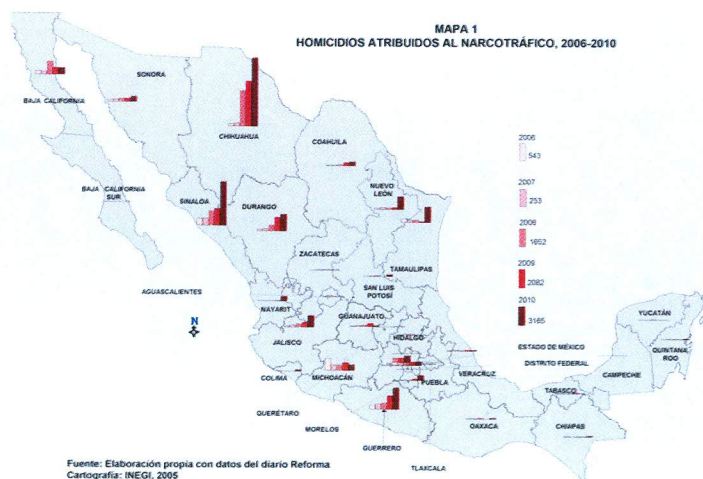 MAPA 1
HOMICIDIOS ATRIBUIDOS AL NARCOTRÁFICO, 2006-2010
SONORA
BAJA CALIFORNIA
CHIHUAHUA
COAHUILA
2006
543
BAJA CALIFORNIA
SUR
SINALOA
DURANGO
NUEVO
LEÓN
2007
253
2008
1652
ZACATECAS
TAMAULIPAS
2009
2082
AGUASCALIENTES
SAN LUIS
POTOSÍ
2010
3185
NAYARIT
GUANAJUATO
N
HIDALGO
YUCATÁN
JALISCO
ESTADO DE MÉXICO
QUINTANA
ROO
DISTRITO FEDERAL
COLIMA
MICHOACÁN
PUEBLA
VERACRUZ
CAMPECHE
TABASCO
QUERÉTARO
MORELOS
OAXACA
CHIAPAS
GUERRERO
TLAXCALA
Fuente: Elaboración propia con datos del diario Reforma
Cartografía: INEGI, 2005